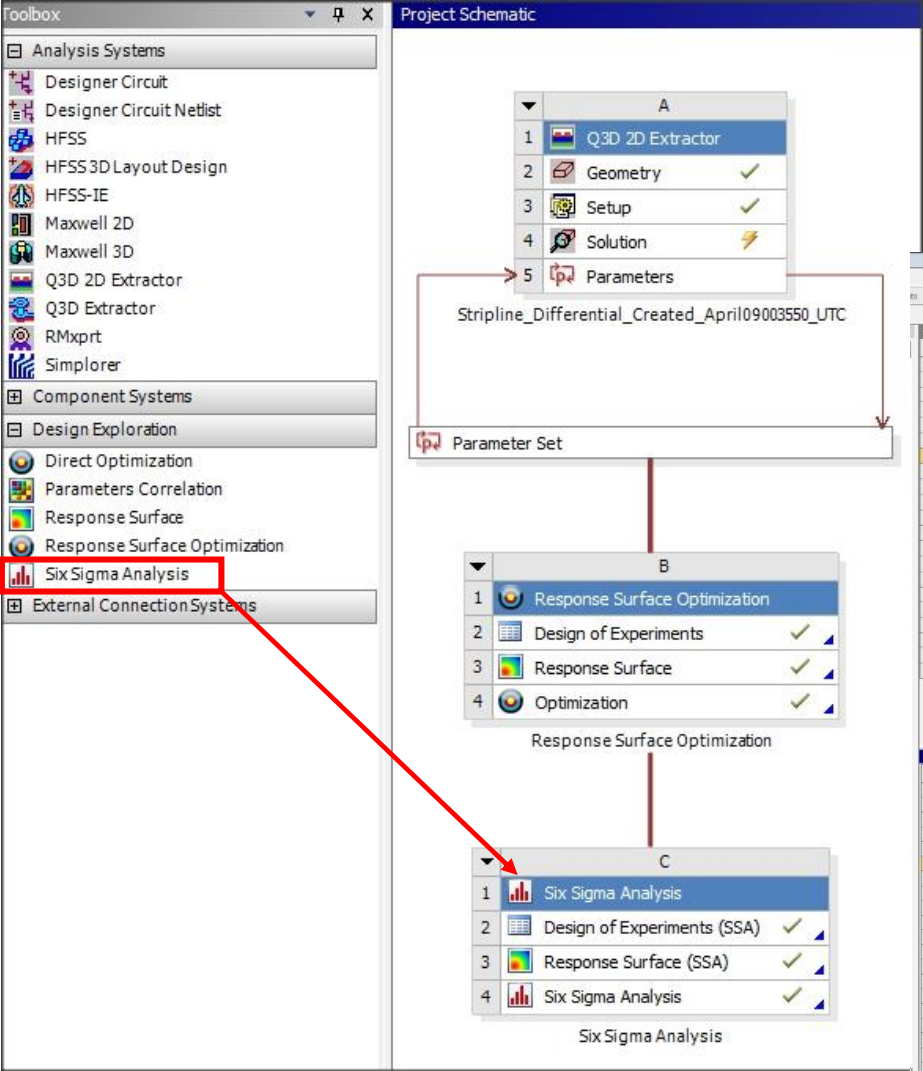 Toolbox
Analysis Systems
Designer Circuit
Designer Circuit Netlist
HFSS
HFSS 3D Layout Design
HFSS-IE
Maxwell 2D
Maxwell 3D
Q3D 2D Extractor
Q3D Extractor
RMxprt
Simplorer
Component Systems
Design Exploration
Direct Optimization
Parameters Correlation
Response Surface
Response Surface Optimization
Six Sigma Analysis
External Connection Systems
Project Schematic
A
1 Q3D 2D Extractor
2 Geometry
3 Setup
4 Solution
5 Parameters
Stripline_Differential_Created_April09003550_UTC
Parameter Set
B
1 Response Surface Optimization
2 Design of Experiments
3 Response Surface
4 Optimization
Response Surface Optimization
C
1 Six Sigma Analysis
2 Design of Experiments (SSA)
3 Response Surface (SSA)
4 Six Sigma Analysis
Six Sigma Analysis